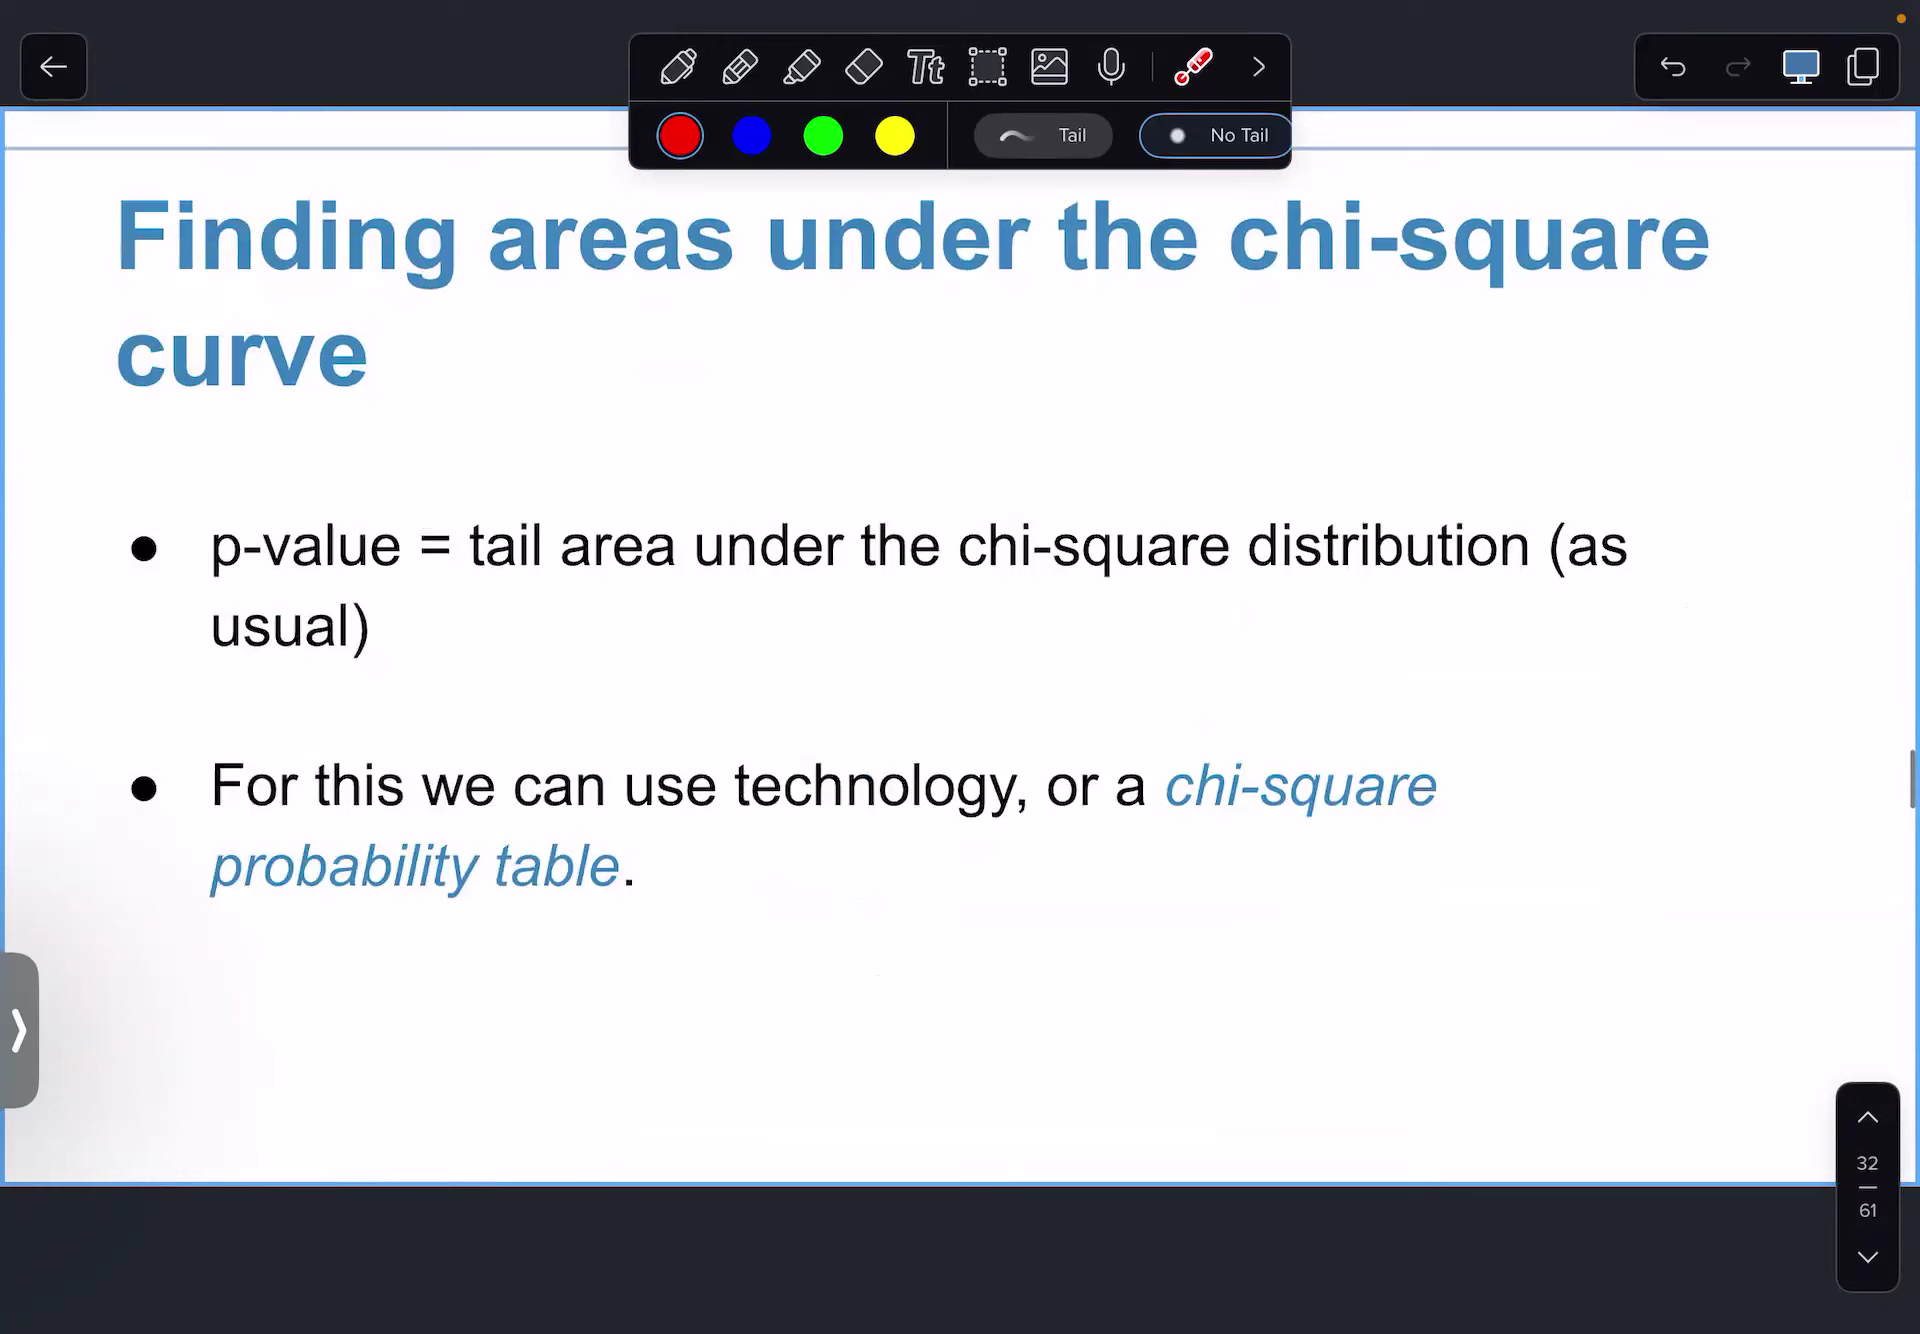 Tt
Tail
No Tail
Finding areas under the chi-square
curve
● p-value = tail area under the chi-square distribution (as
usual)
● For this we can use technology, or a chi-square
probability table.
32
61